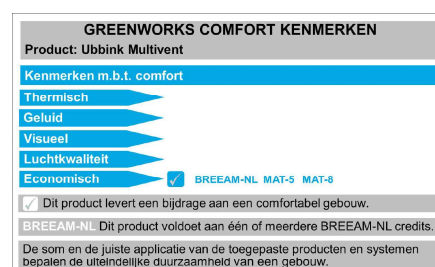 GREENWORKS COMFORT KENMERKEN
Product: Ubbink Multivent
Kenmerken m.b.t. comfort
Thermisch
Geluid
Visueel
Luchtkwaliteit
Economisch BREEAM-NL MAT-5 MAT-8
Dit product levert een bijdrage aan een comfortabel gebouw.
BREEAM-NL Dit product voldoet aan één of meerdere BREEAM-NL credits.
De som en de juiste applicatie van de toegepaste producten en systemen
bepalen de uiteindelijke duurzaamheid van een gebouw.